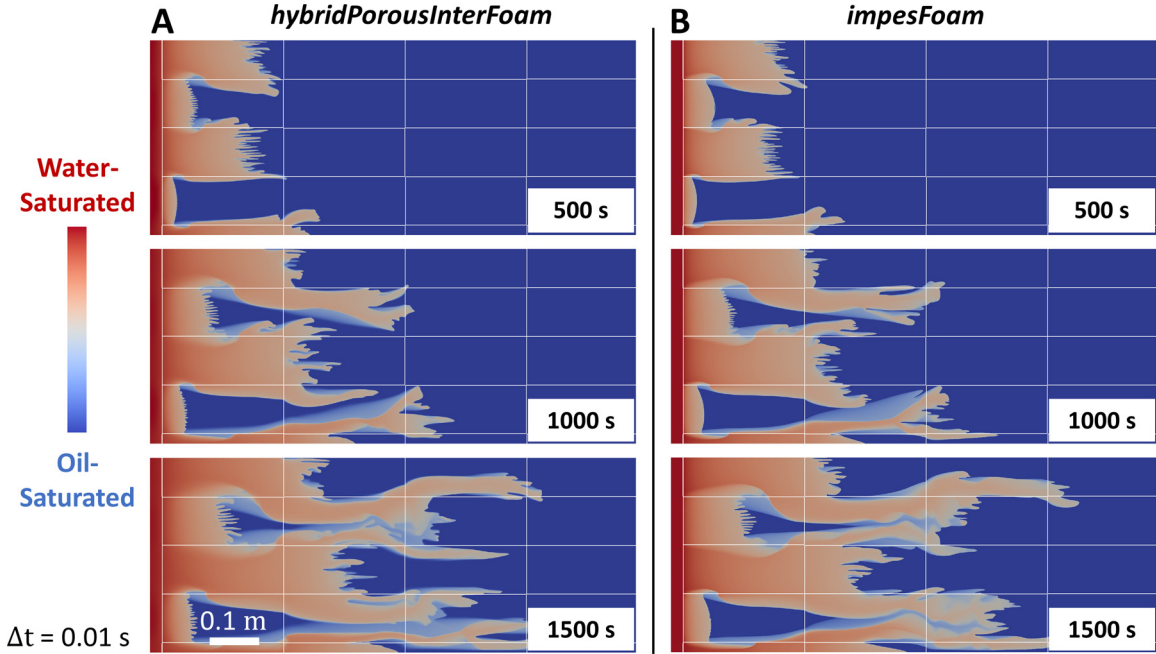 A
hybridPorousInterFoam
B
impesFoam
Water-
Saturated
Oil-
Saturated
500 s
500 s
1000 s
1000 s
0.1 m
1500 s
1500 s
Δt = 0.01 s